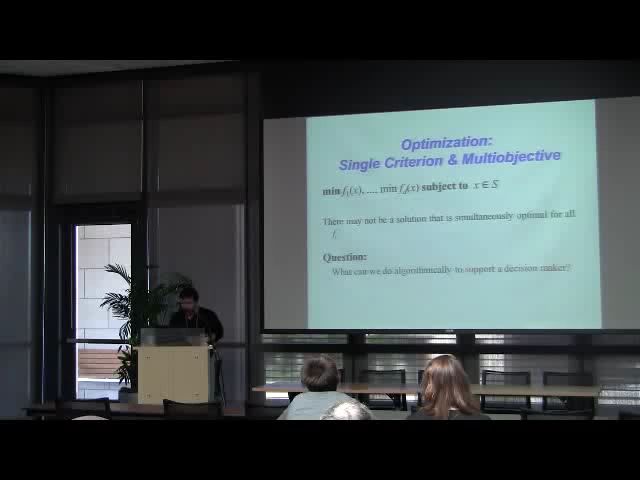 Optimization:
Single Criterion & Multiobjective
min f₁(x), ..., min f_d(x) subject to x ∈ S
There may not be a solution that is simultaneously optimal for all
fᵢ
Question:
What can we do algorithmically to support a decision maker?